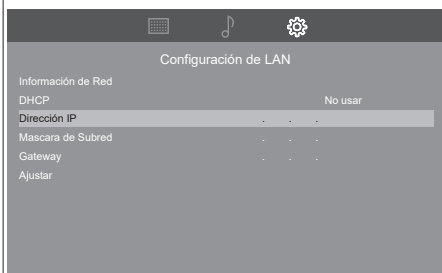 Configuración de LAN
Información de Red
DHCP No usar
Dirección IP . . .
Mascara de Subred . . .
Gateway . . .
Ajustar